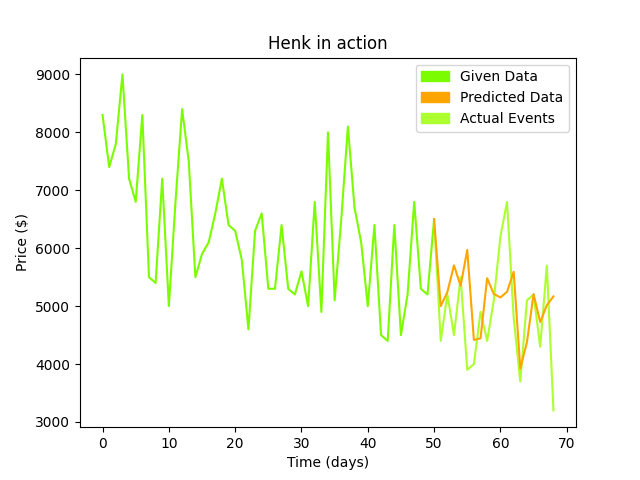 Henk in action
Given Data
Predicted Data
Actual Events
9000
8000
7000
6000
5000
4000
3000
Price ($)
0 10 20 30 40 50 60 70
Time (days)